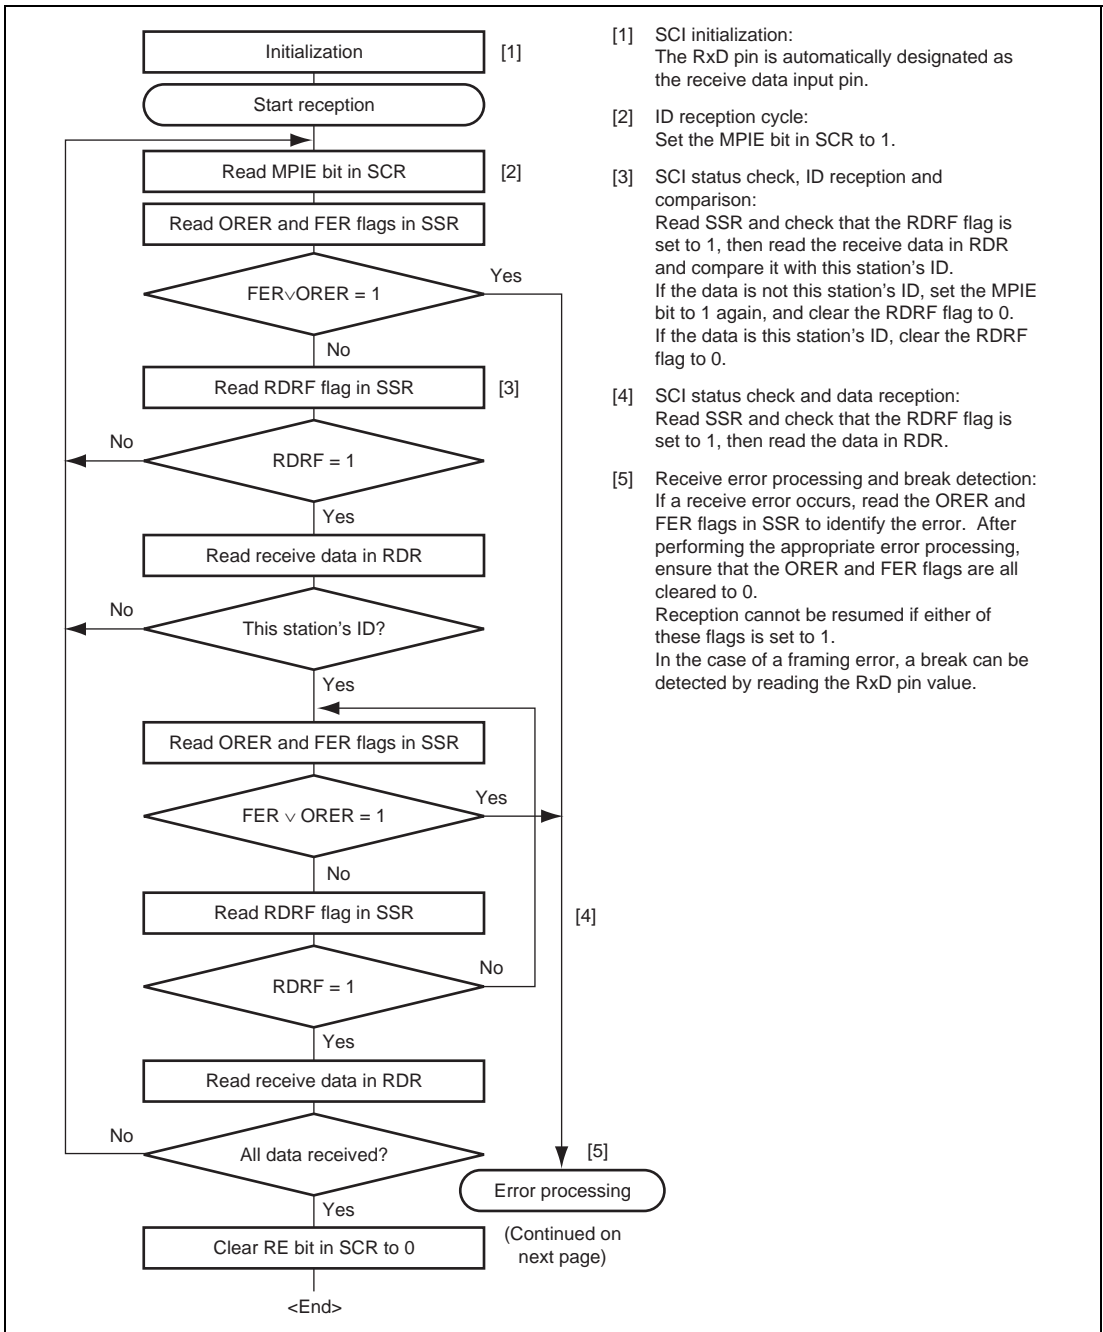 Initialization
[1]
Start reception
Read MPIE bit in SCR
[2]
Read ORER and FER flags in SSR
FER∨ORER = 1
Yes
No
Read RDRF flag in SSR
[3]
RDRF = 1
No
Yes
Read receive data in RDR
This station's ID?
No
Yes
Read ORER and FER flags in SSR
FER ∨ ORER = 1
Yes
No
Read RDRF flag in SSR
[4]
RDRF = 1
No
Yes
Read receive data in RDR
All data received?
No
Yes
[5]
Error processing
(Continued on
next page)
Clear RE bit in SCR to 0
<End>
[1] SCI initialization:
The RxD pin is automatically designated as
the receive data input pin.
[2] ID reception cycle:
Set the MPIE bit in SCR to 1.
[3] SCI status check, ID reception and
comparison:
Read SSR and check that the RDRF flag is
set to 1, then read the receive data in RDR
and compare it with this station's ID.
If the data is not this station's ID, set the MPIE
bit to 1 again, and clear the RDRF flag to 0.
If the data is this station's ID, clear the RDRF
flag to 0.
[4] SCI status check and data reception:
Read SSR and check that the RDRF flag is
set to 1, then read the data in RDR.
[5] Receive error processing and break detection:
If a receive error occurs, read the ORER and
FER flags in SSR to identify the error. After
performing the appropriate error processing,
ensure that the ORER and FER flags are all
cleared to 0.
Reception cannot be resumed if either of
these flags is set to 1.
In the case of a framing error, a break can be
detected by reading the RxD pin value.